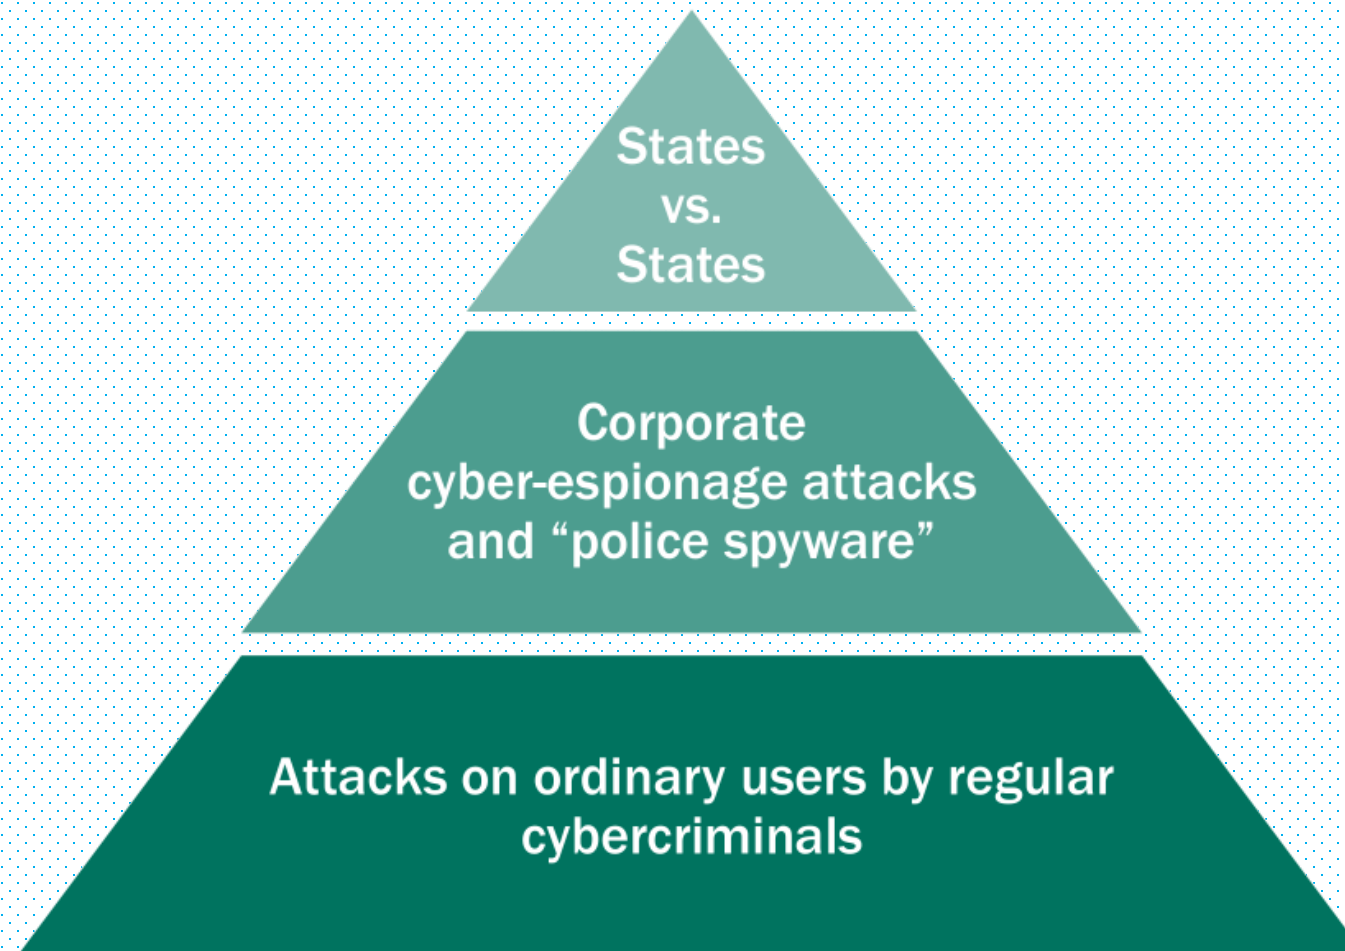 States
vs.
States
Corporate
cyber-espionage attacks
and “police spyware”
Attacks on ordinary users by regular
cybercriminals